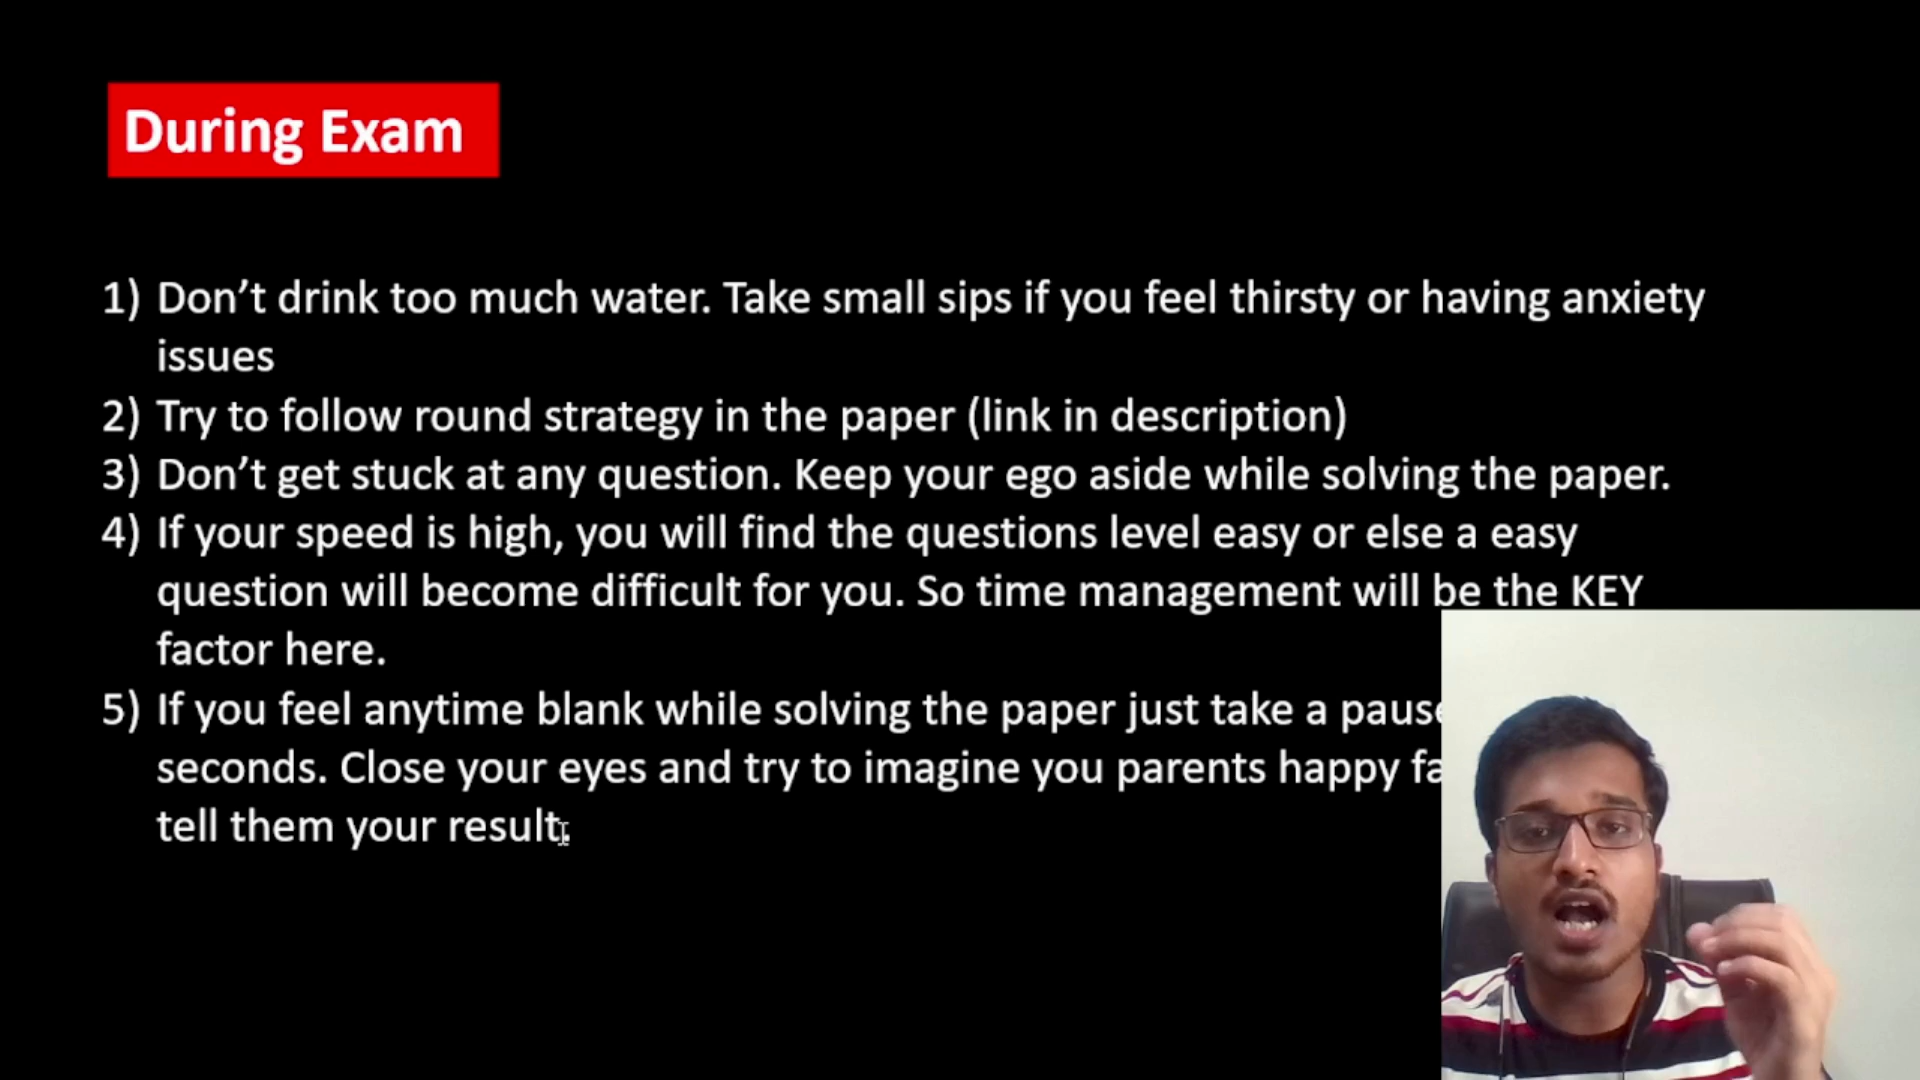 During Exam
1) Don’t drink too much water. Take small sips if you feel thirsty or having anxiety
issues
2) Try to follow round strategy in the paper (link in description)
3) Don’t get stuck at any question. Keep your ego aside while solving the paper.
4) If your speed is high, you will find the questions level easy or else a easy
question will become difficult for you. So time management will be the KEY
factor here.
5) If you feel anytime blank while solving the paper just take a pause
seconds. Close your eyes and try to imagine you parents happy
tell them your result.